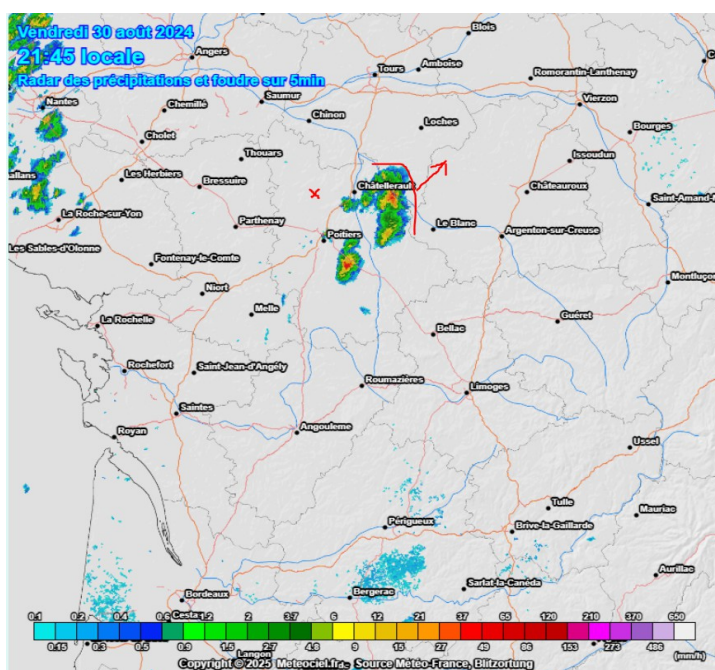 Vendredi 30 août 2024
21:45 locale
Radar des précipitations et foudre sur 5min
Blois
Angers
Tours
Amboise
Romorantin-Lanthenay
Nantes
Chemillé
Saumur
Chinon
Vierzon
Cholet
Loches
Bourges
Thouars
Issoudun
allans
Les Herbiers
Bressuire
Châtellerault
Châteauroux
Saint-Amand-M
La Roche-sur-Yon
Parthenay
Poitiers
Le Blanc
Argenton-sur-Creuse
Les Sables-d'Olonne
Fontenay-le-Comte
Niort
Montluçon
Melle
La Rochelle
Guéret
Bellac
Rochefort
Saint-Jean-d'Angély
Roumazières
Limoges
Saintes
Royan
Angouleme
Ussel
Tulle
Mauriac
Périgueux
Brive-la-Gaillarde
Aurillac
Bordeaux
Bergerac
Sarlat-la-Canéda
Cestas
0.1 0.2 0.4 0.6 1.2 2 3.7 6 12 21 37 65 120 210 370 650
0.15 0.3 0.5 0.9 1.5 2.7 4.8 9 15 27 49 86 153 273 486 (mm/h)
Langon
Copyright © 2025 Meteociel.fr - Source Météo-France, Blitzortung